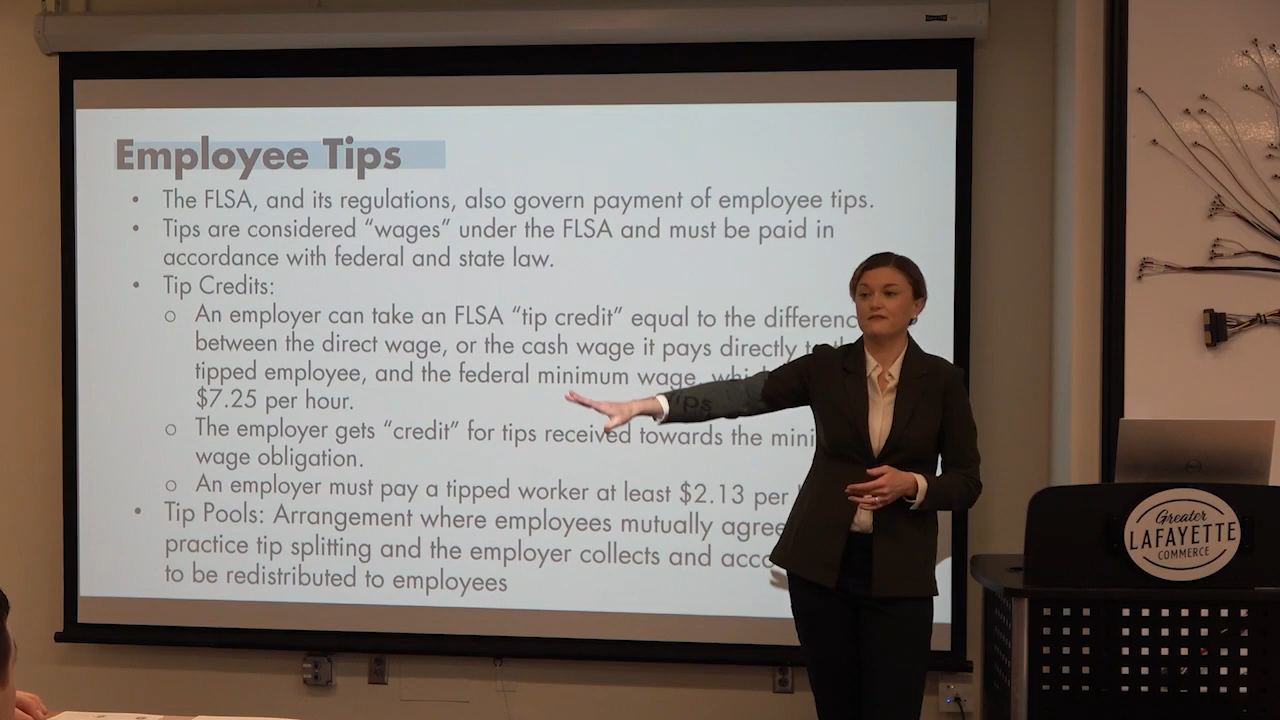 Employee Tips
• The FLSA, and its regulations, also govern payment of employee tips.
• Tips are considered “wages” under the FLSA and must be paid in
accordance with federal and state law.
• Tip Credits:
o An employer can take an FLSA “tip credit” equal to the differenc
between the direct wage, or the cash wage it pays directly
tipped employee, and the federal minimum wage,
$7.25 per hour.
o The employer gets “credit” for tips received towards the mini
wage obligation.
o An employer must pay a tipped worker at least $2.13 per
• Tip Pools: Arrangement where employees mutually agree
practice tip splitting and the employer collects and acco
to be redistributed to employees
Greater
LAFAYETTE
COMMERCE